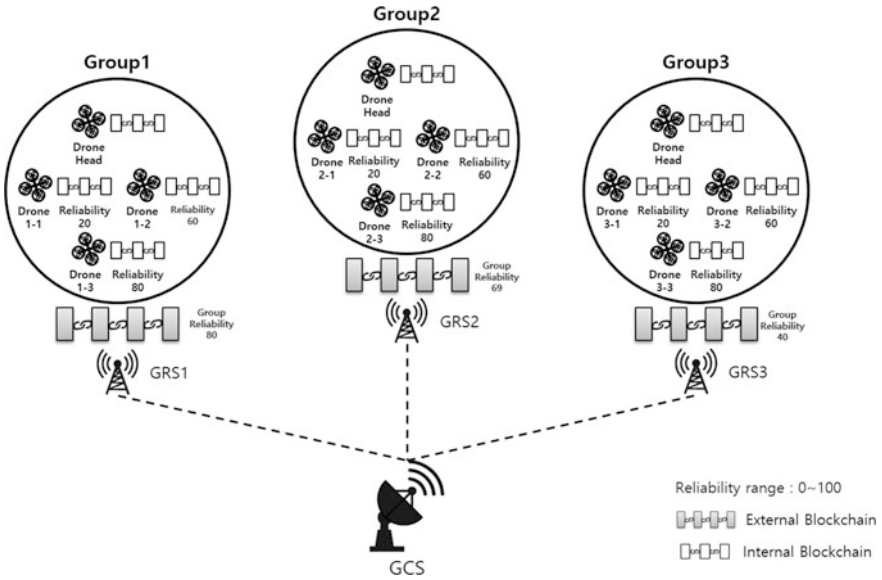 Group1
Drone
Head
Drone
1-1
Reliability
20
Drone
1-2
Reliability
60
Drone
1-3
Reliability
80
Group
Reliability
80
GRS1
Group2
Drone
Head
Drone
2-1
Reliability
20
Drone
2-2
Reliability
60
Drone
2-3
Reliability
80
Group
Reliability
69
GRS2
Group3
Drone
Head
Drone
3-1
Reliability
20
Drone
3-2
Reliability
60
Drone
3-3
Reliability
80
Group
Reliability
40
GRS3
GCS
Reliability range : 0~100
External Blockchain
Internal Blockchain